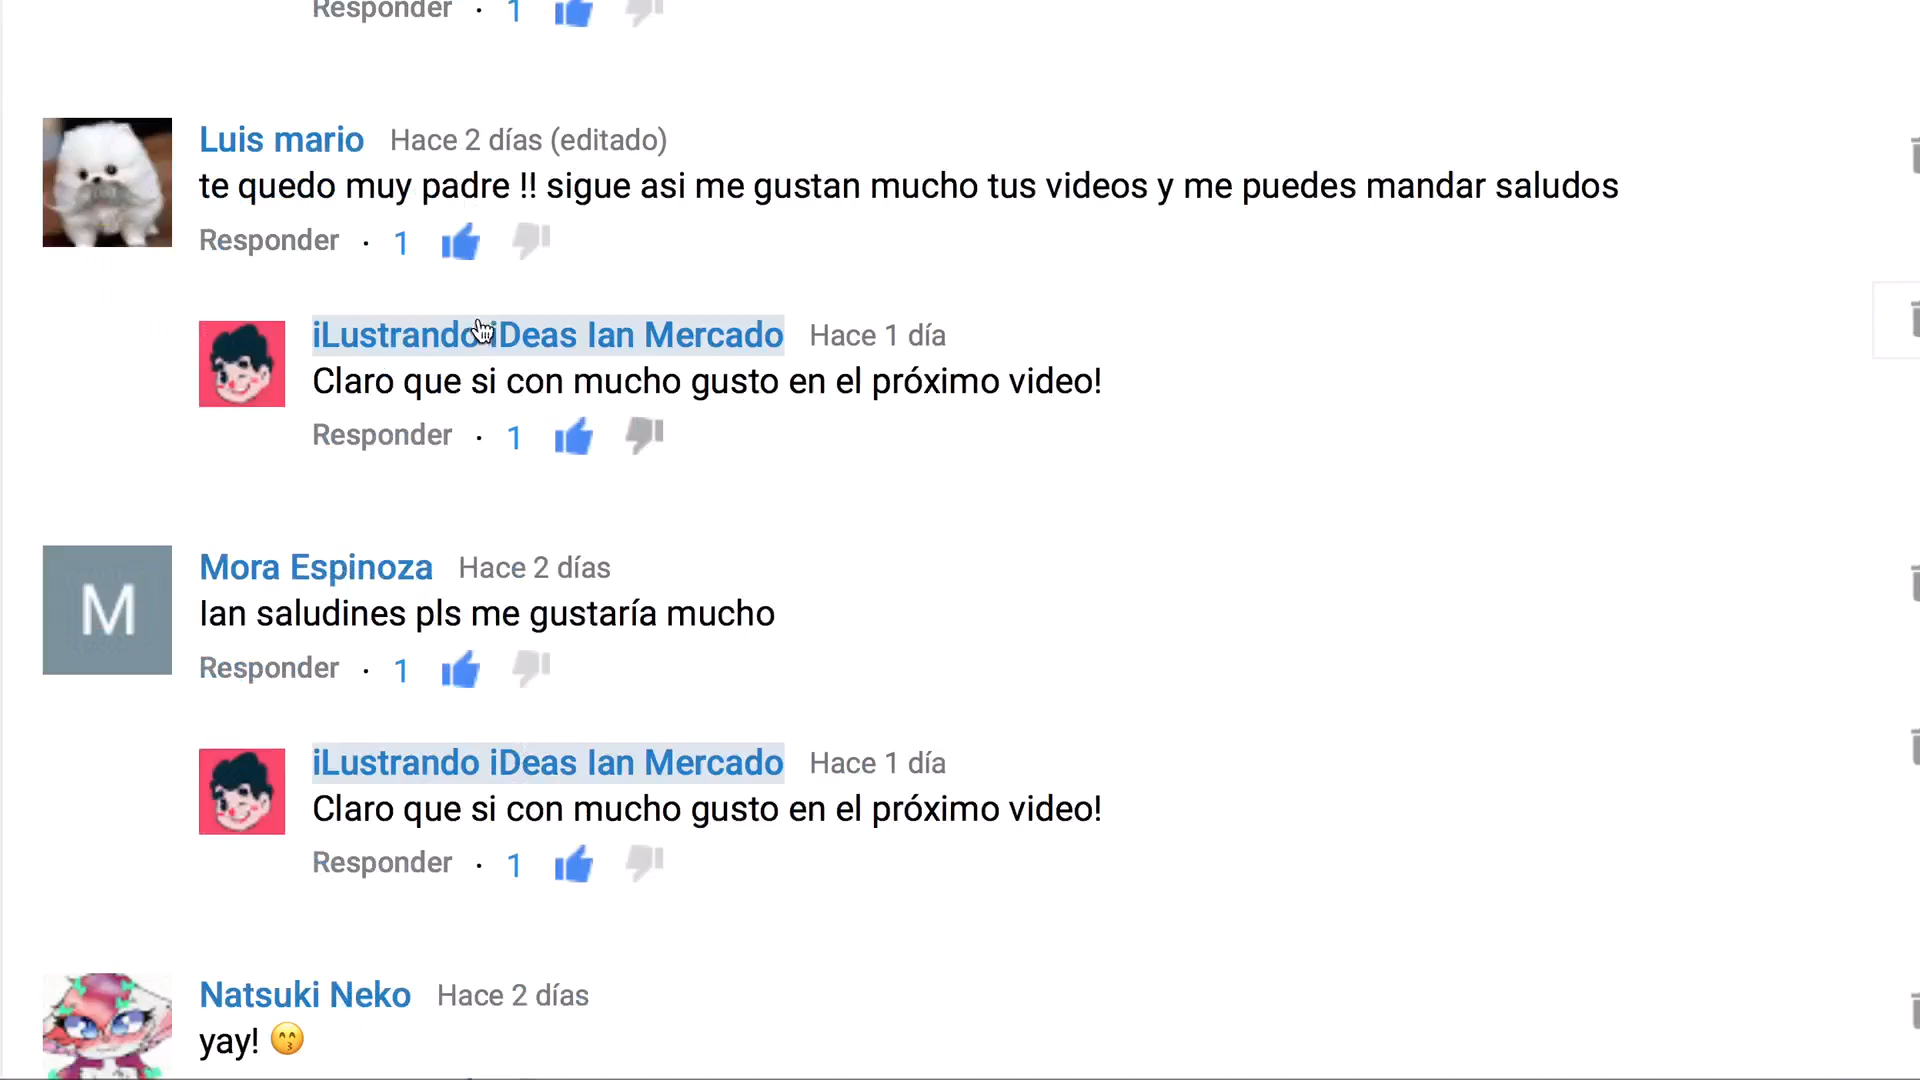 Responder · 1
Luis mario Hace 2 días (editado)
te quedo muy padre !! sigue asi me gustan mucho tus videos y me puedes mandar saludos
Responder · 1
iLustrando iDeas Ian Mercado Hace 1 día
Claro que si con mucho gusto en el próximo video!
Responder · 1
M
Mora Espinoza Hace 2 días
Ian saludines pls me gustaría mucho
Responder · 1
iLustrando iDeas Ian Mercado Hace 1 día
Claro que si con mucho gusto en el próximo video!
Responder · 1
Natsuki Neko Hace 2 días
yay! 😙